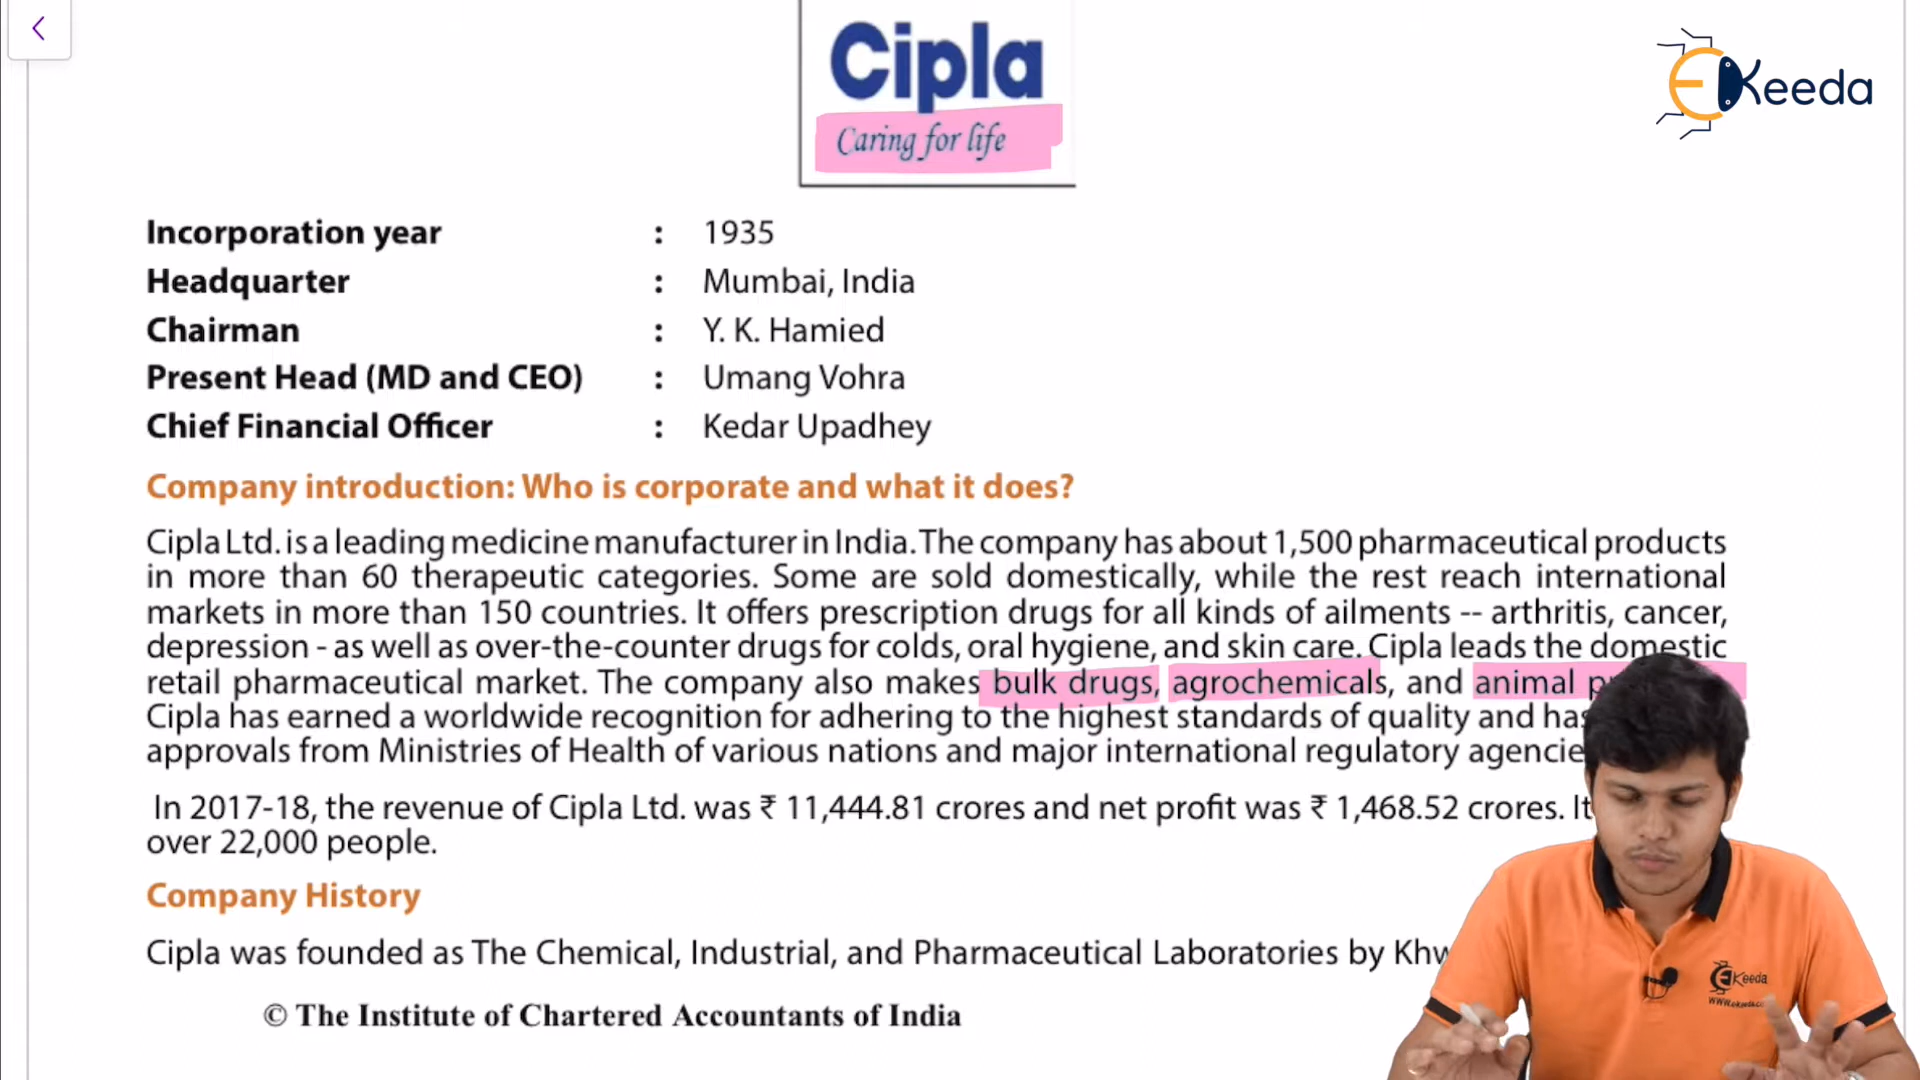 Cipla
Caring for life
EKeeda
Incorporation year : 1935
Headquarter : Mumbai, India
Chairman : Y. K. Hamied
Present Head (MD and CEO) : Umang Vohra
Chief Financial Officer : Kedar Upadhey
Company introduction: Who is corporate and what it does?
Cipla Ltd. is a leading medicine manufacturer in India. The company has about 1,500 pharmaceutical products
in more than 60 therapeutic categories. Some are sold domestically, while the rest reach international
markets in more than 150 countries. It offers prescription drugs for all kinds of ailments -- arthritis, cancer,
depression - as well as over-the-counter drugs for colds, oral hygiene, and skin care. Cipla leads the domestic
retail pharmaceutical market. The company also makes bulk drugs, agrochemicals, and animal
Cipla has earned a worldwide recognition for adhering to the highest standards of quality and has
approvals from Ministries of Health of various nations and major international regulatory
In 2017-18, the revenue of Cipla Ltd. was ₹ 11,444.81 crores and net profit was ₹ 1,468.52 crores. It
over 22,000 people.
Company History
Cipla was founded as The Chemical, Industrial, and Pharmaceutical Laboratories by
© The Institute of Chartered Accountants of India
EKeeda